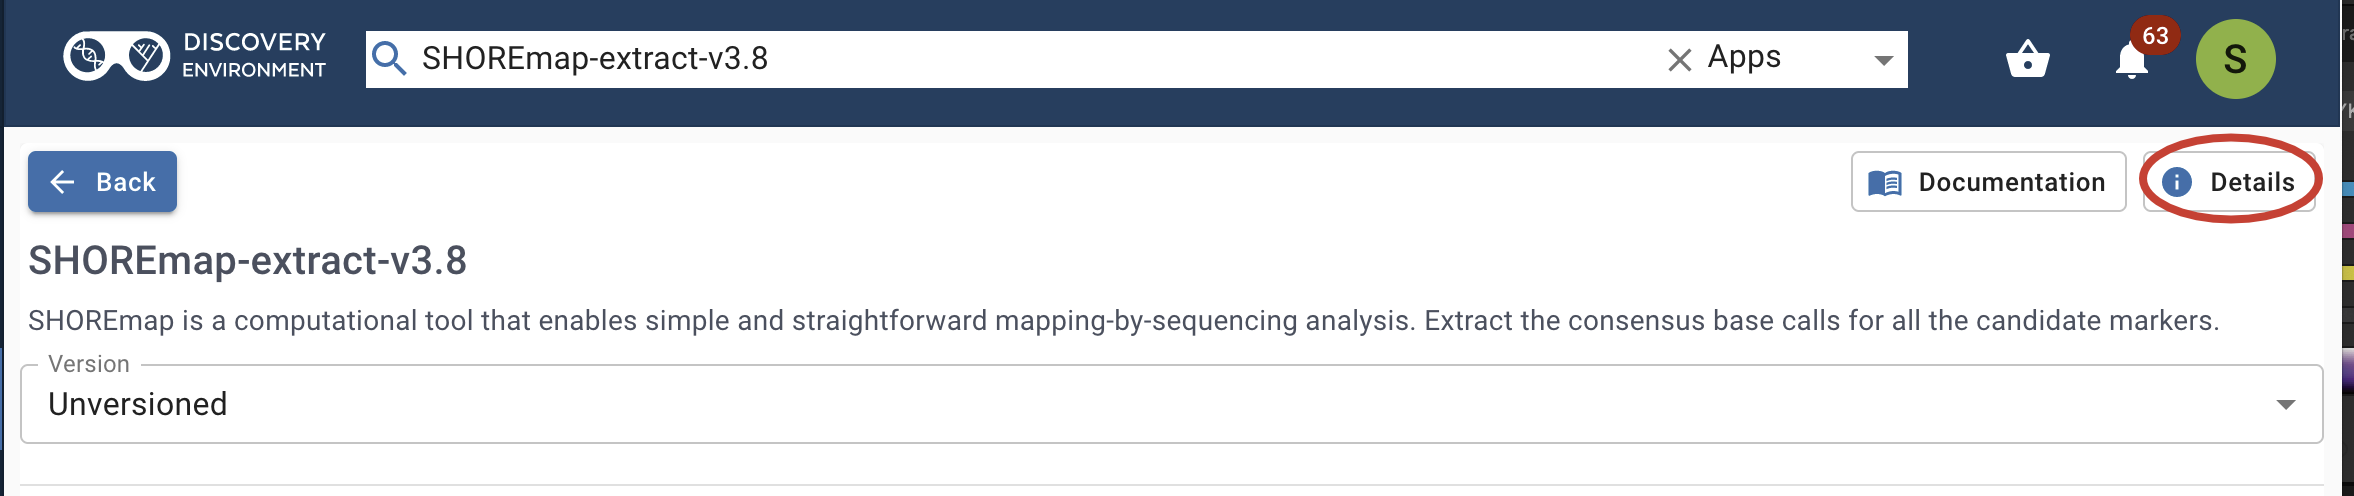 DISCOVERY
ENVIRONMENT
SHOREmap-extract-v3.8
Apps
63
S
Back
Documentation
Details
SHOREmap-extract-v3.8
SHOREmap is a computational tool that enables simple and straightforward mapping-by-sequencing analysis. Extract the consensus base calls for all the candidate markers.
Version
Unversioned